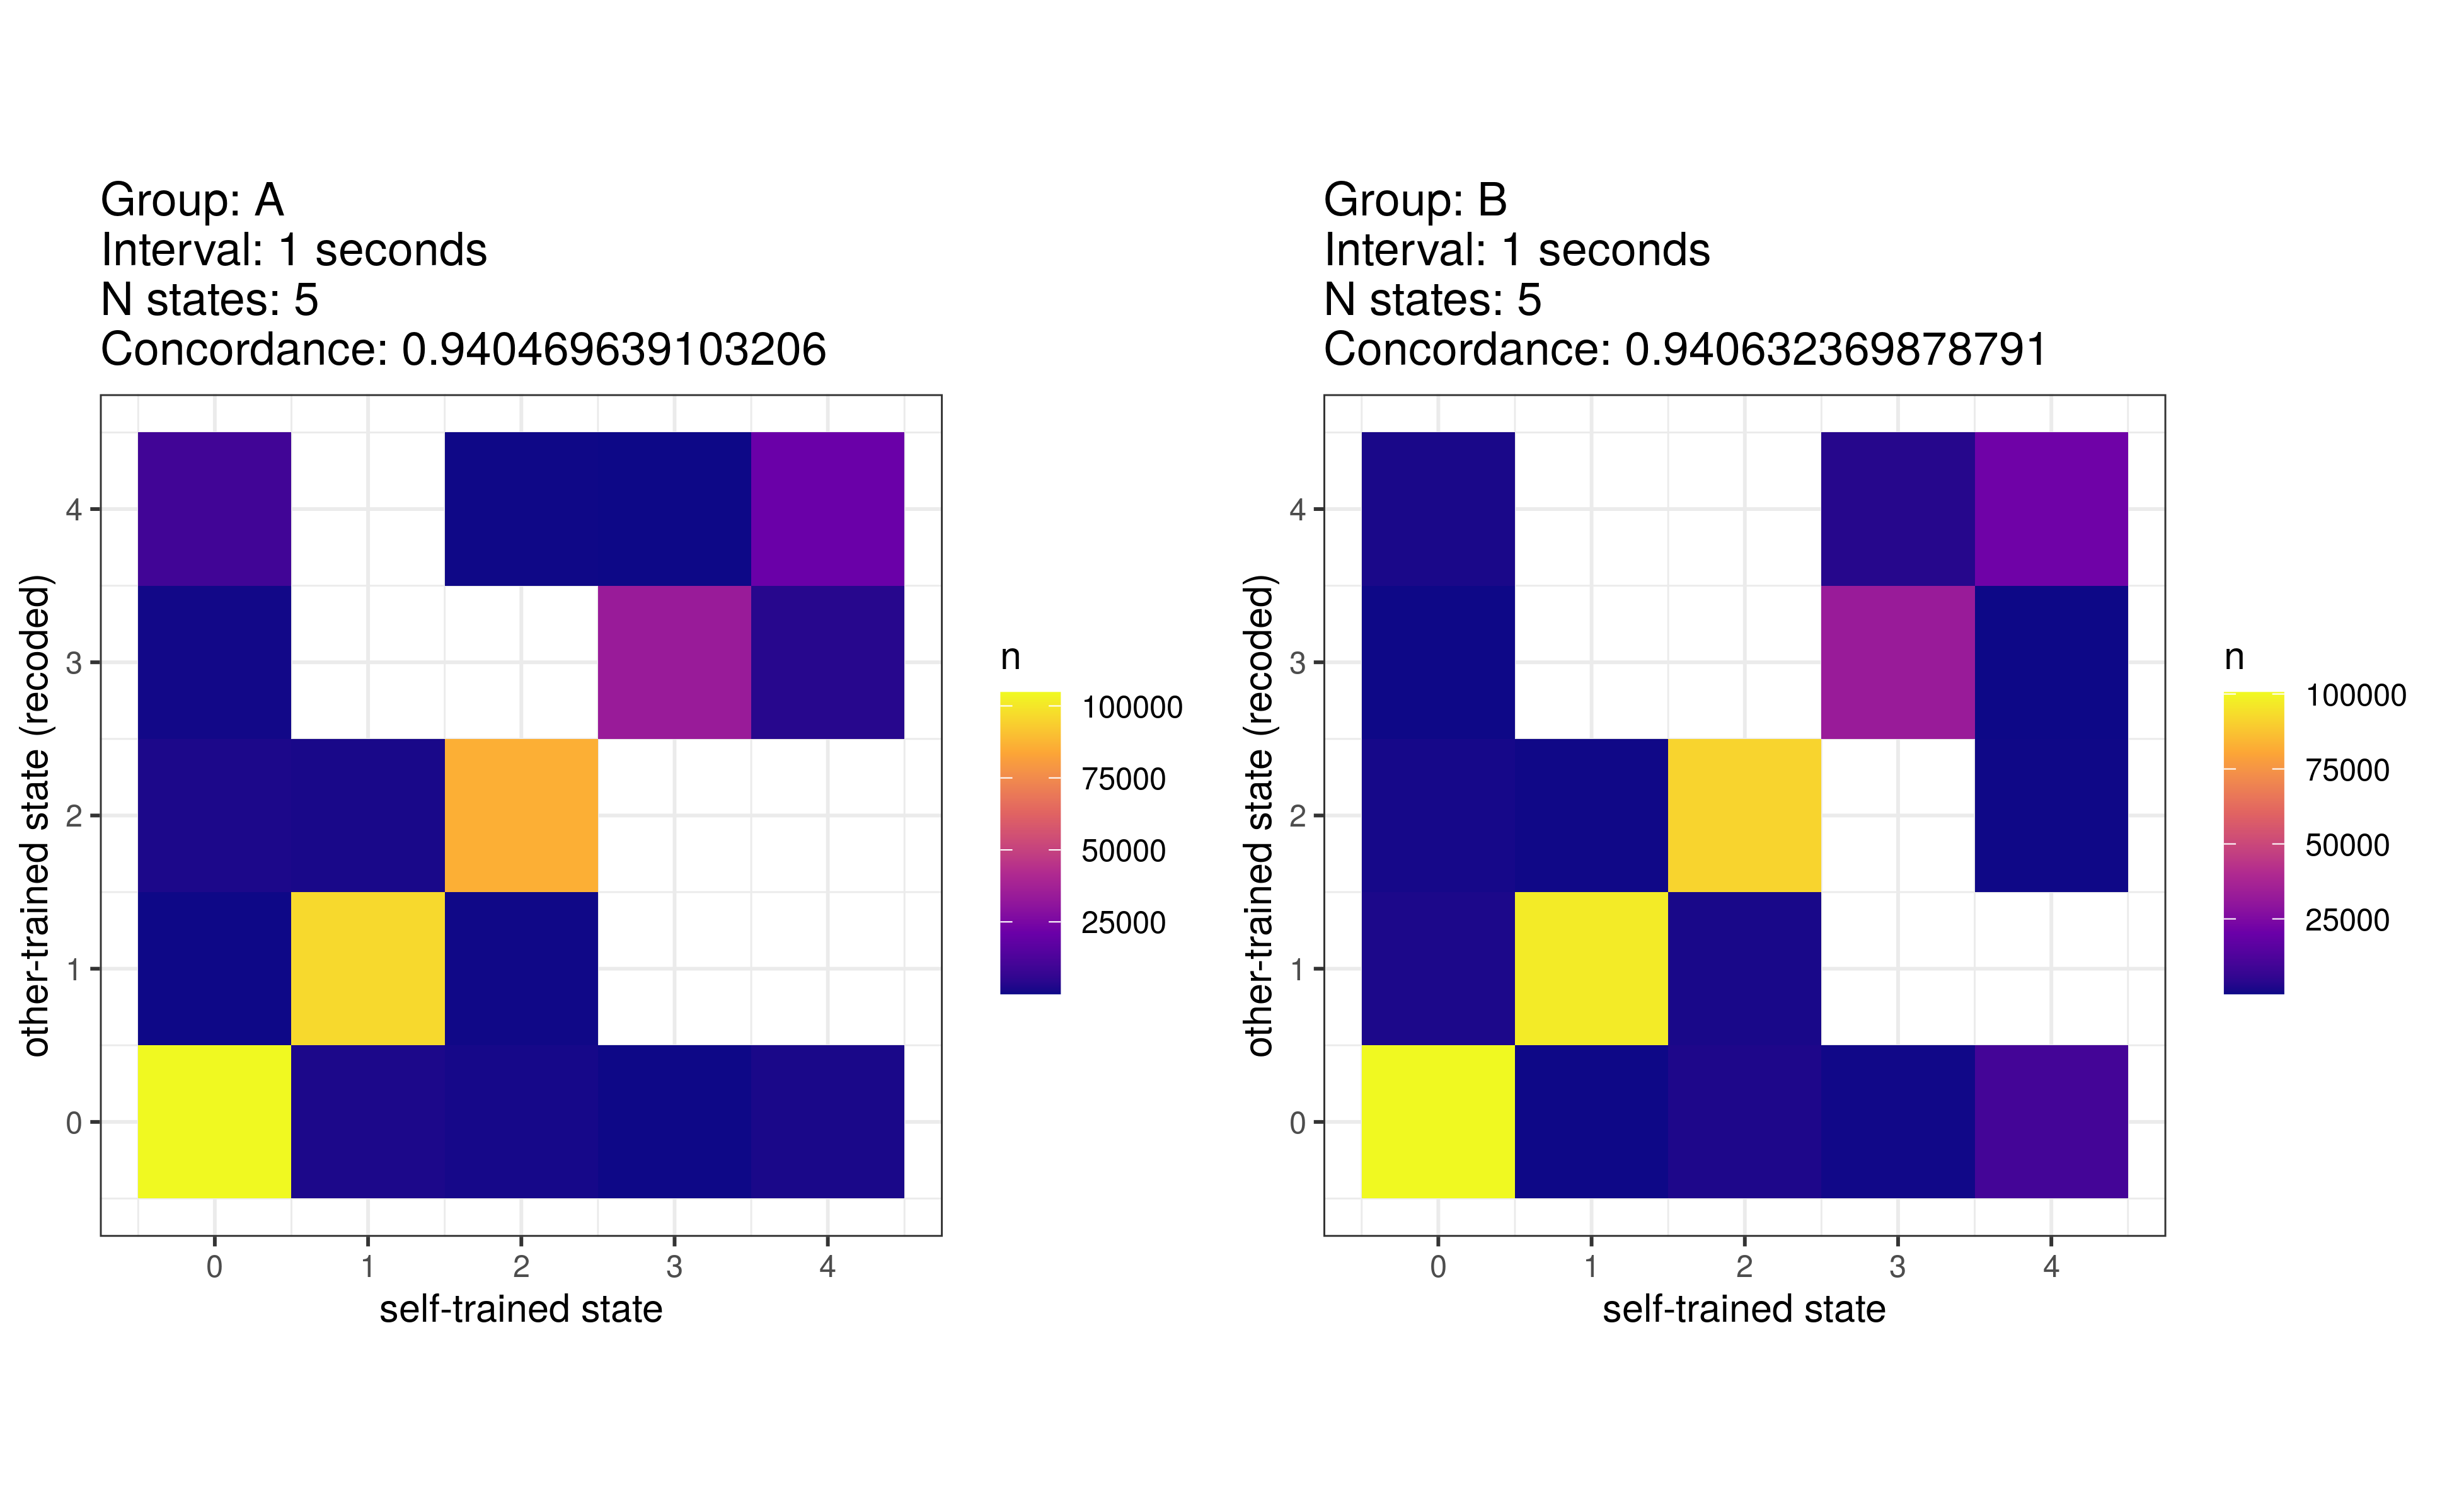 Group: A
Interval: 1 seconds
N states: 5
Concordance: 0.940469639103206
other-trained state (recoded)
4
3
2
1
0
0 1 2 3 4
self-trained state
n
100000
75000
50000
25000
Group: B
Interval: 1 seconds
N states: 5
Concordance: 0.940632369878791
other-trained state (recoded)
4
3
2
1
0
0 1 2 3 4
self-trained state
n
100000
75000
50000
25000